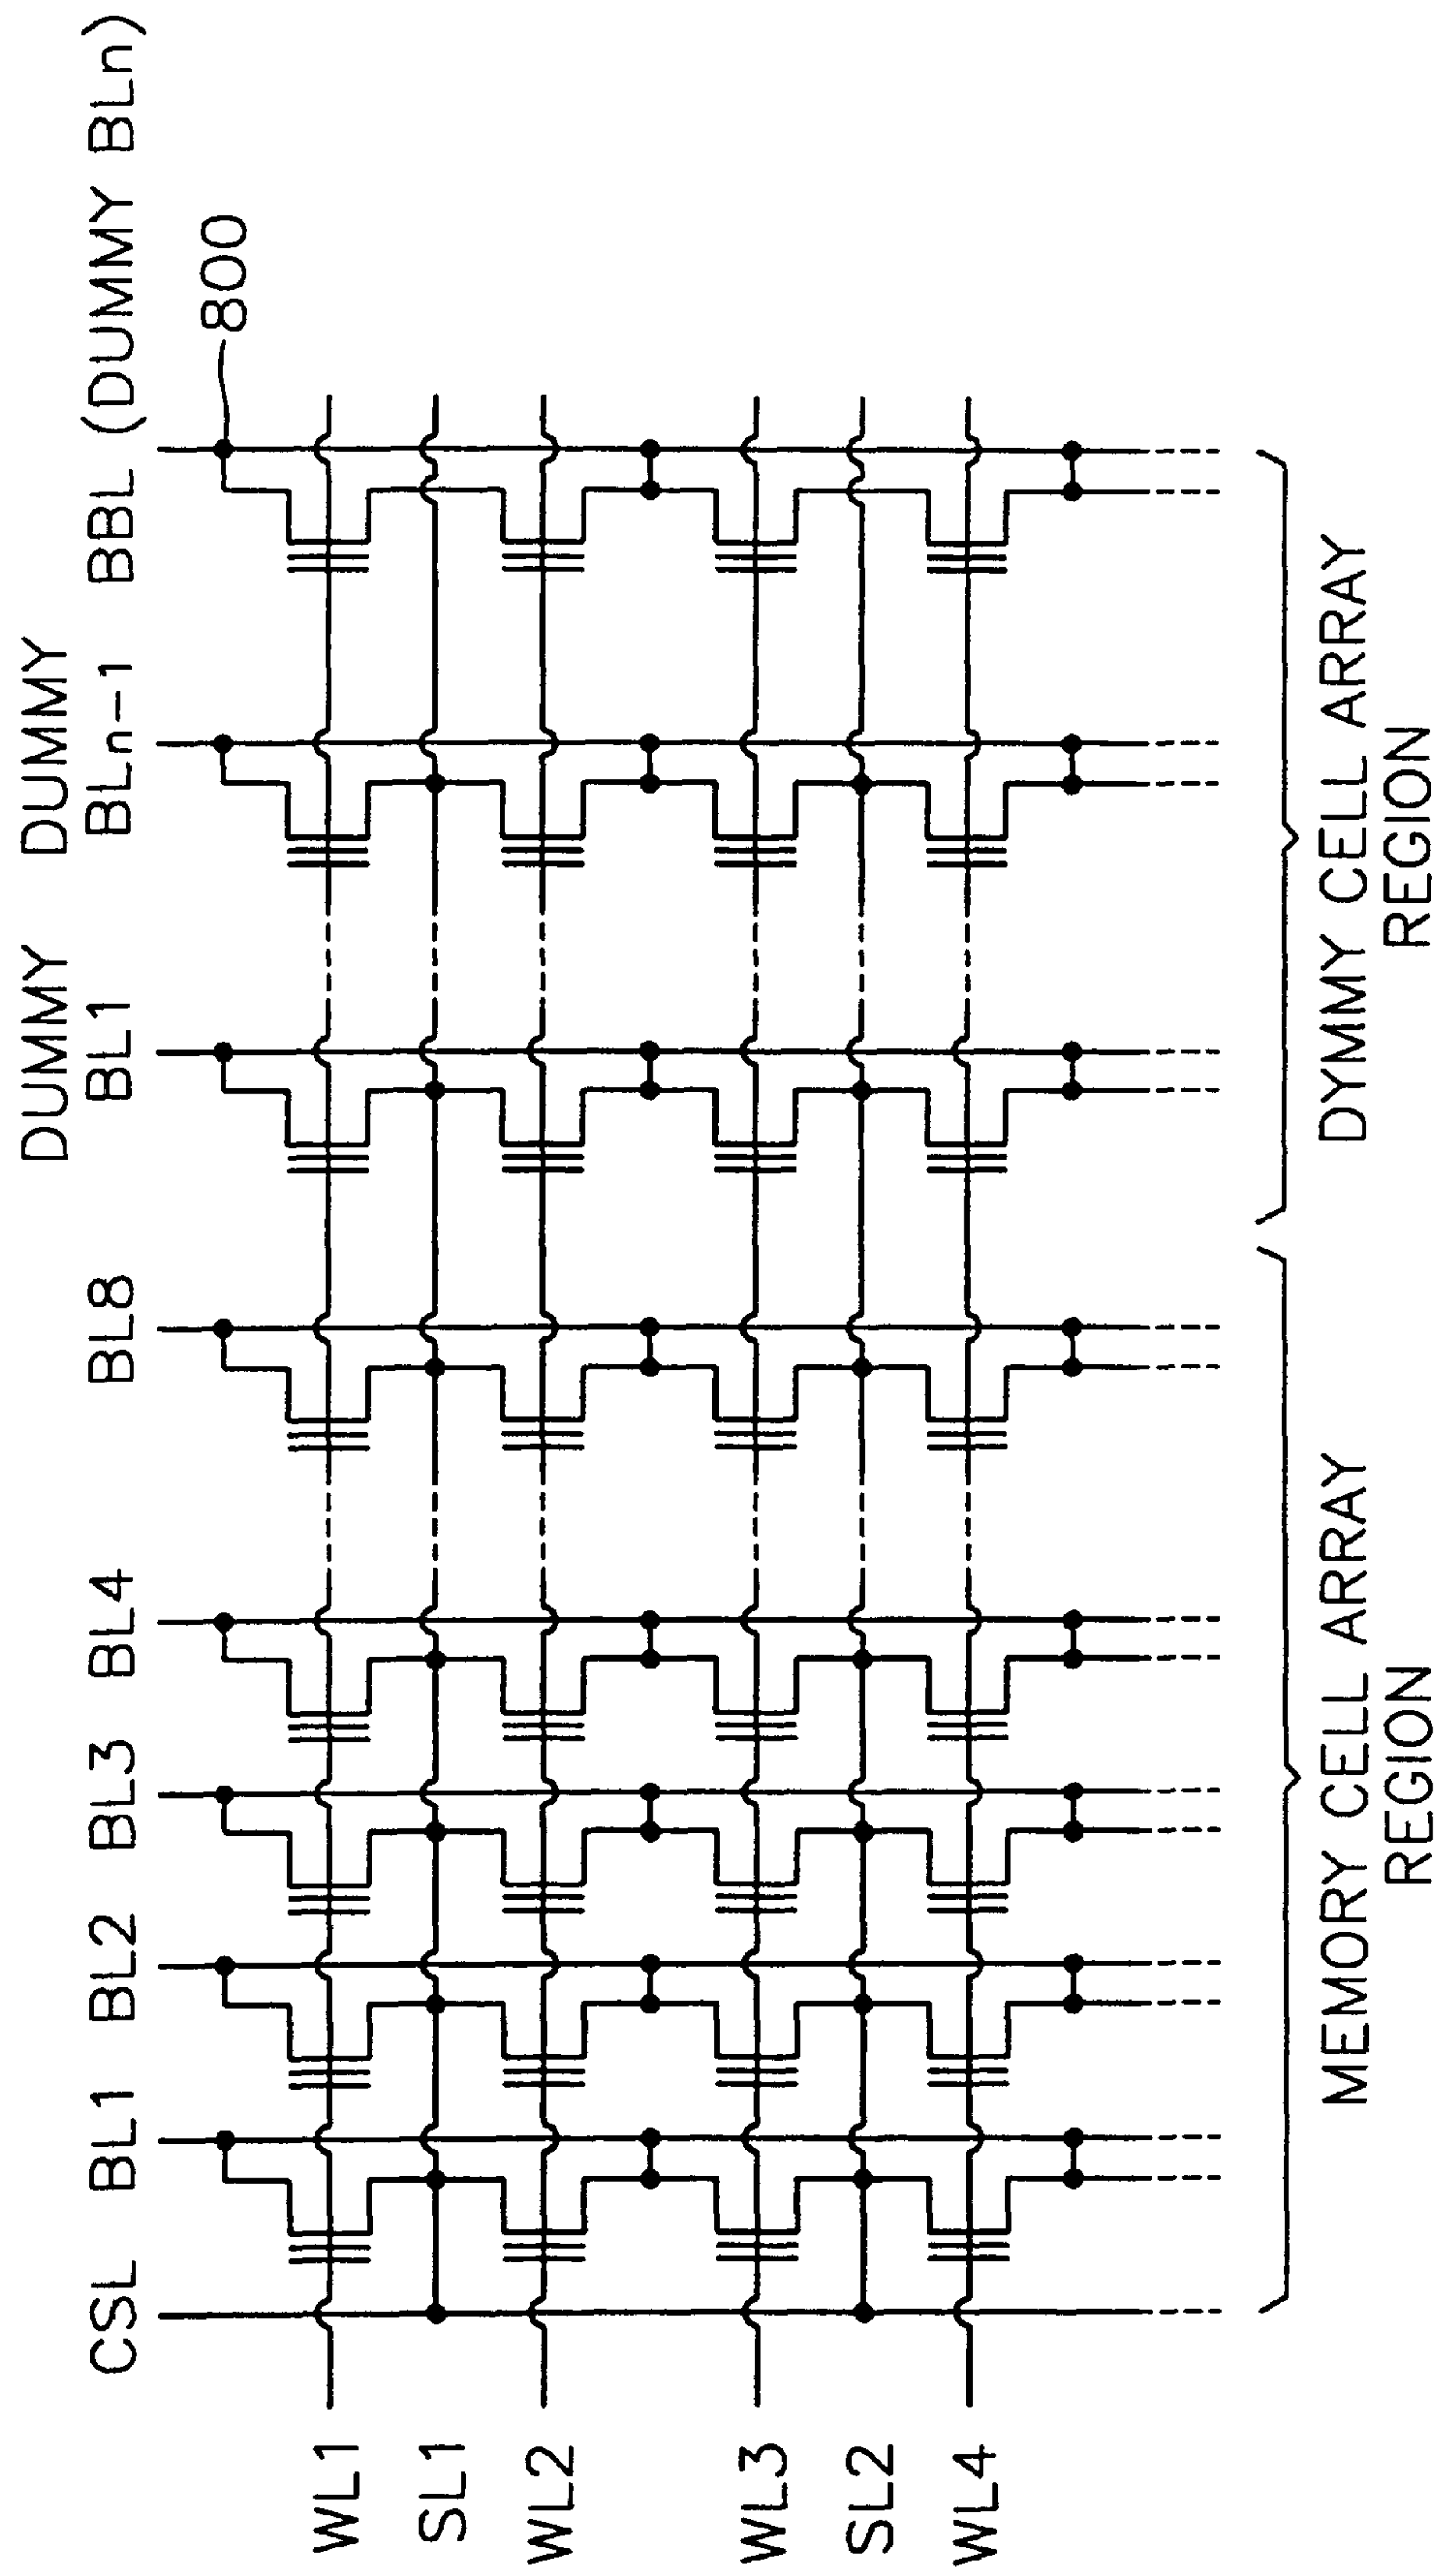 DUMMY DUMMY
CSL BL1 BL2 BL3 BL4 BL8 BL1 BLn-1 BBL (DUMMY BLn)
800
WL1
SL1
WL2
WL3
SL2
WL4
MEMORY CELL ARRAY
REGION
DYMMY CELL ARRAY
REGION